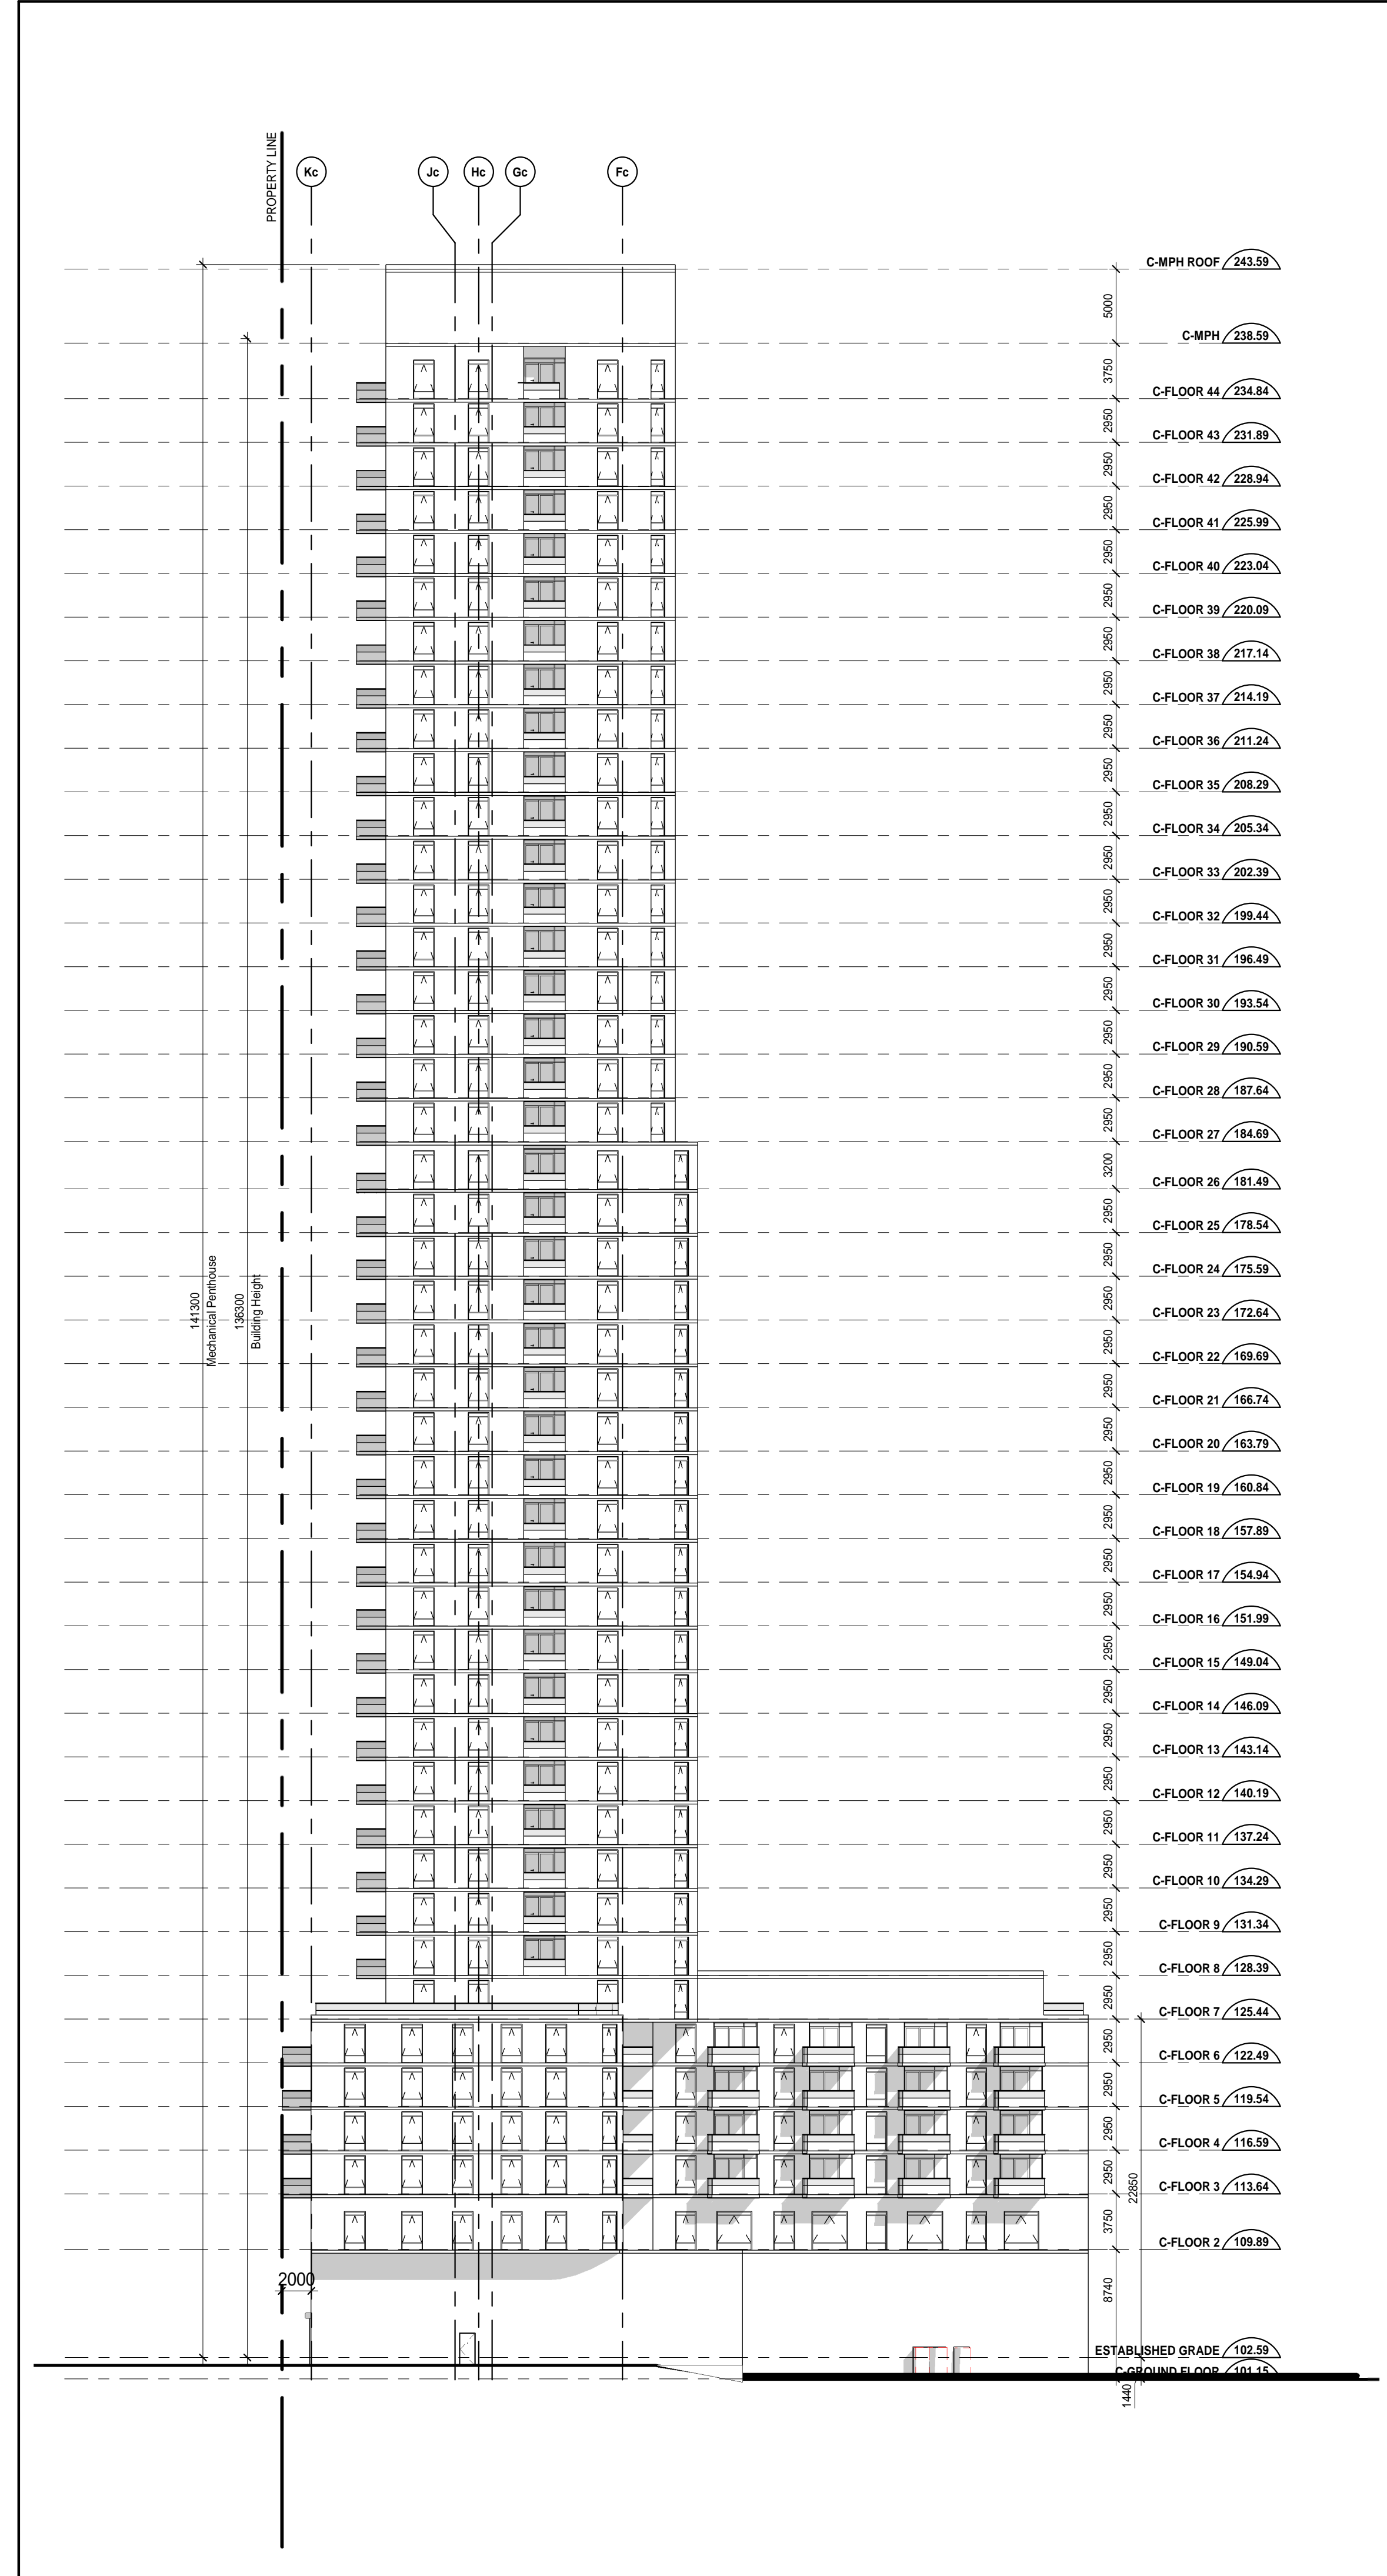 PROPERTY LINE
Kc
Jc
Hc
Gc
Fc
C-MPH ROOF 243.59
5000
C-MPH 238.59
3750
C-FLOOR 44 234.84
2950
C-FLOOR 43 231.89
2950
C-FLOOR 42 228.94
2950
C-FLOOR 41 225.99
2950
C-FLOOR 40 223.04
2950
C-FLOOR 39 220.09
2950
C-FLOOR 38 217.14
2950
C-FLOOR 37 214.19
2950
C-FLOOR 36 211.24
2950
C-FLOOR 35 208.29
2950
C-FLOOR 34 205.34
2950
C-FLOOR 33 202.39
2950
C-FLOOR 32 199.44
2950
C-FLOOR 31 196.49
2950
C-FLOOR 30 193.54
2950
C-FLOOR 29 190.59
2950
C-FLOOR 28 187.64
2950
C-FLOOR 27 184.69
3200
C-FLOOR 26 181.49
2950
C-FLOOR 25 178.54
2950
C-FLOOR 24 175.59
141300
Mechanical Penthouse
136300
Building Height
2950
C-FLOOR 23 172.64
2950
C-FLOOR 22 169.69
2950
C-FLOOR 21 166.74
2950
C-FLOOR 20 163.79
2950
C-FLOOR 19 160.84
2950
C-FLOOR 18 157.89
2950
C-FLOOR 17 154.94
2950
C-FLOOR 16 151.99
2950
C-FLOOR 15 149.04
2950
C-FLOOR 14 146.09
2950
C-FLOOR 13 143.14
2950
C-FLOOR 12 140.19
2950
C-FLOOR 11 137.24
2950
C-FLOOR 10 134.29
2950
C-FLOOR 9 131.34
2950
C-FLOOR 8 128.39
2950
C-FLOOR 7 125.44
2950
C-FLOOR 6 122.49
2950
C-FLOOR 5 119.54
2950
C-FLOOR 4 116.59
2950
C-FLOOR 3 113.64
22850
3750
C-FLOOR 2 109.89
2000
8740
ESTABLISHED GRADE 102.59
C-GROUND FLOOR 101.15
1440